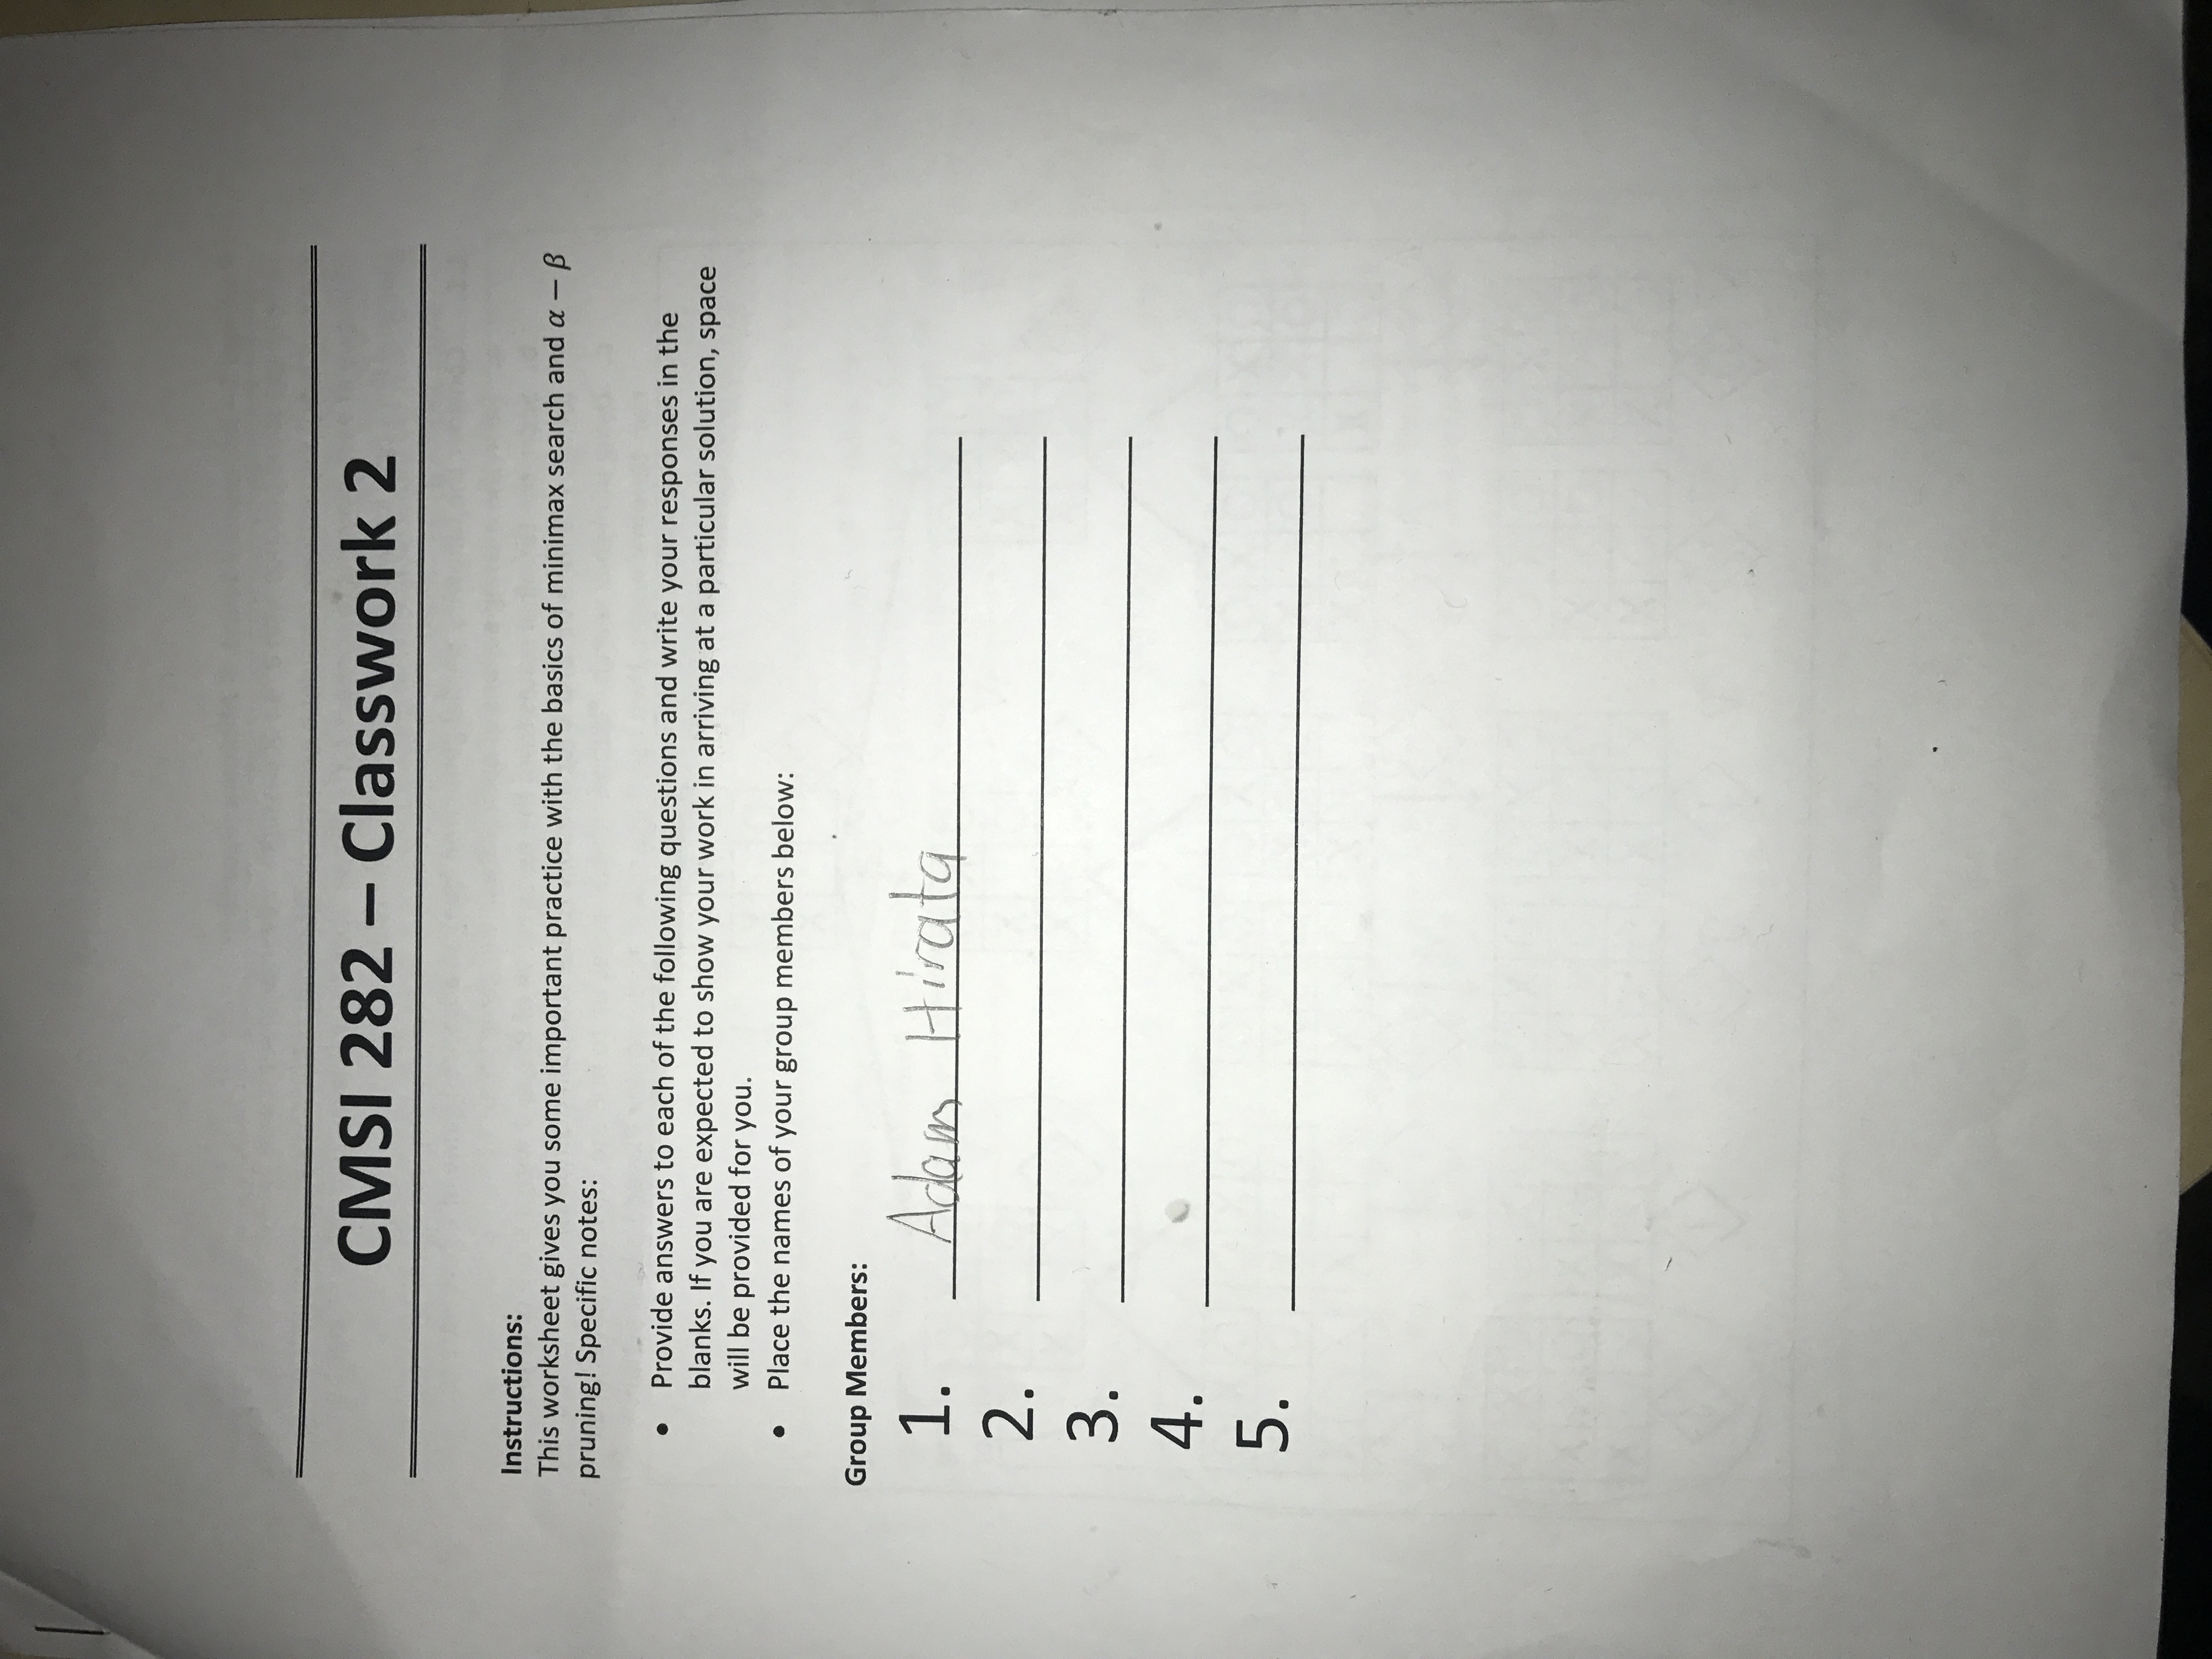 CMSI 282 – Classwork 2
Instructions:
This worksheet gives you some important practice with the basics of minimax search and α – β
pruning! Specific notes:
• Provide answers to each of the following questions and write your responses in the
blanks. If you are expected to show your work in arriving at a particular solution, space
will be provided for you.
• Place the names of your group members below:
Group Members:
1. Adam Hirata
2.
3.
4.
5.